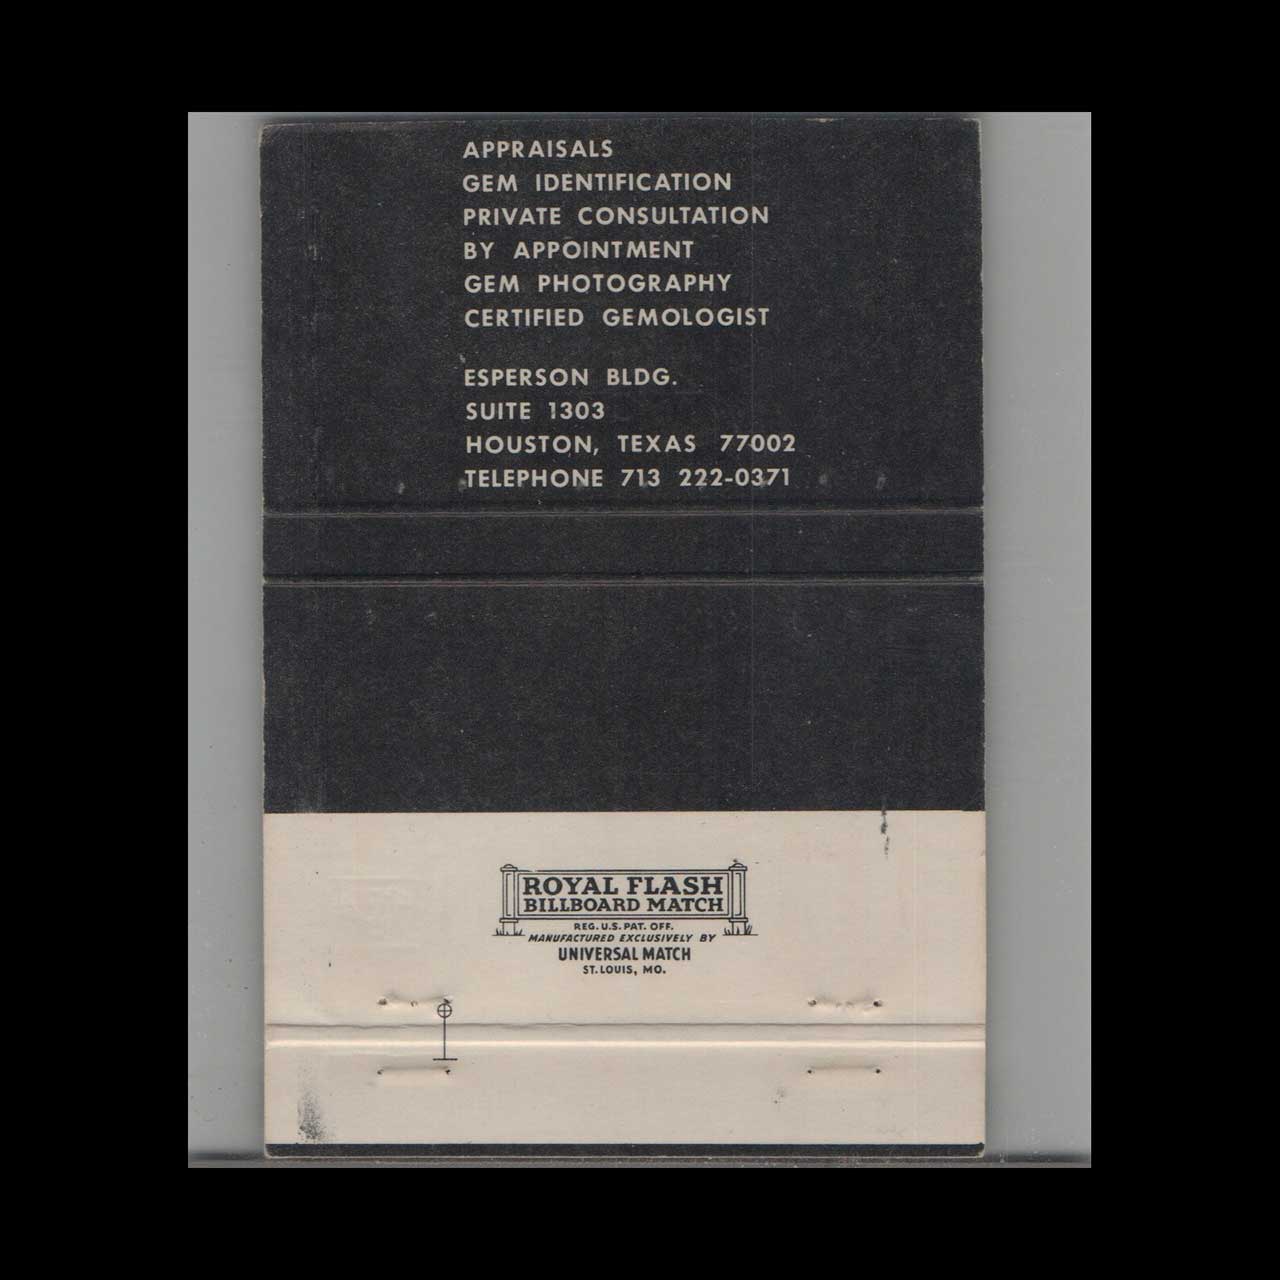 APPRAISALS
GEM IDENTIFICATION
PRIVATE CONSULTATION
BY APPOINTMENT
GEM PHOTOGRAPHY
CERTIFIED GEMOLOGIST
ESPERSON BLDG.
SUITE 1303
HOUSTON, TEXAS 77002
TELEPHONE 713 222-0371
ROYAL FLASH
BILLBOARD MATCH
REG. U.S. PAT. OFF.
MANUFACTURED EXCLUSIVELY BY
UNIVERSAL MATCH
ST. LOUIS, MO.